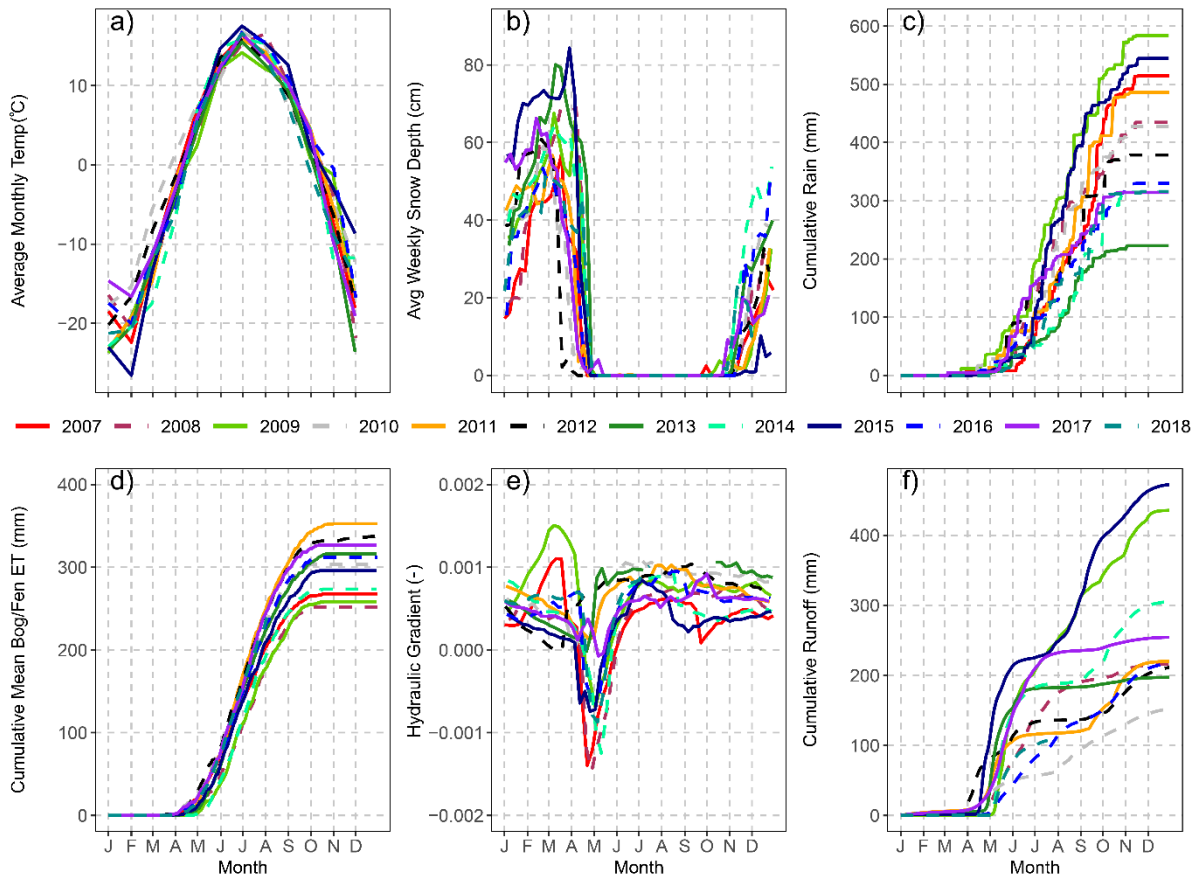 a)
Average Monthly Temp(℃)
10
0
−10
−20
J F M A M J J A S O N D
b)
Avg Weekly Snow Depth (cm)
80
60
40
20
0
J F M A M J J A S O N D
c)
Cumulative Rain (mm)
600
500
400
300
200
100
0
J F M A M J J A S O N D
2007 2008 2009 2010 2011 2012 2013 2014 2015 2016 2017 2018
d)
Cumulative Mean Bog/Fen ET (mm)
400
300
200
100
0
J F M A M J J A S O N D
Month
e)
Hydraulic Gradient (-)
0.002
0.001
0.000
−0.001
−0.002
J F M A M J J A S O N D
Month
f)
Cumulative Runoff (mm)
400
300
200
100
0
J F M A M J J A S O N D
Month